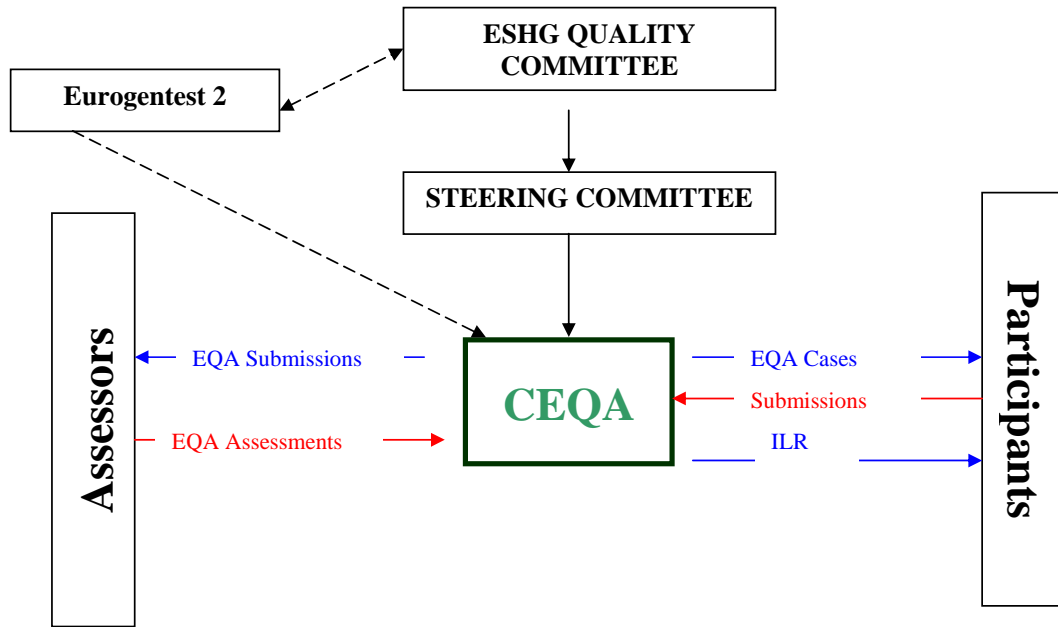 ESHG QUALITY
COMMITTEE
Eurogentest 2
STEERING COMMITTEE
Assessors
EQA Submissions
EQA Assessments
CEQA
EQA Cases
Submissions
ILR
Participants